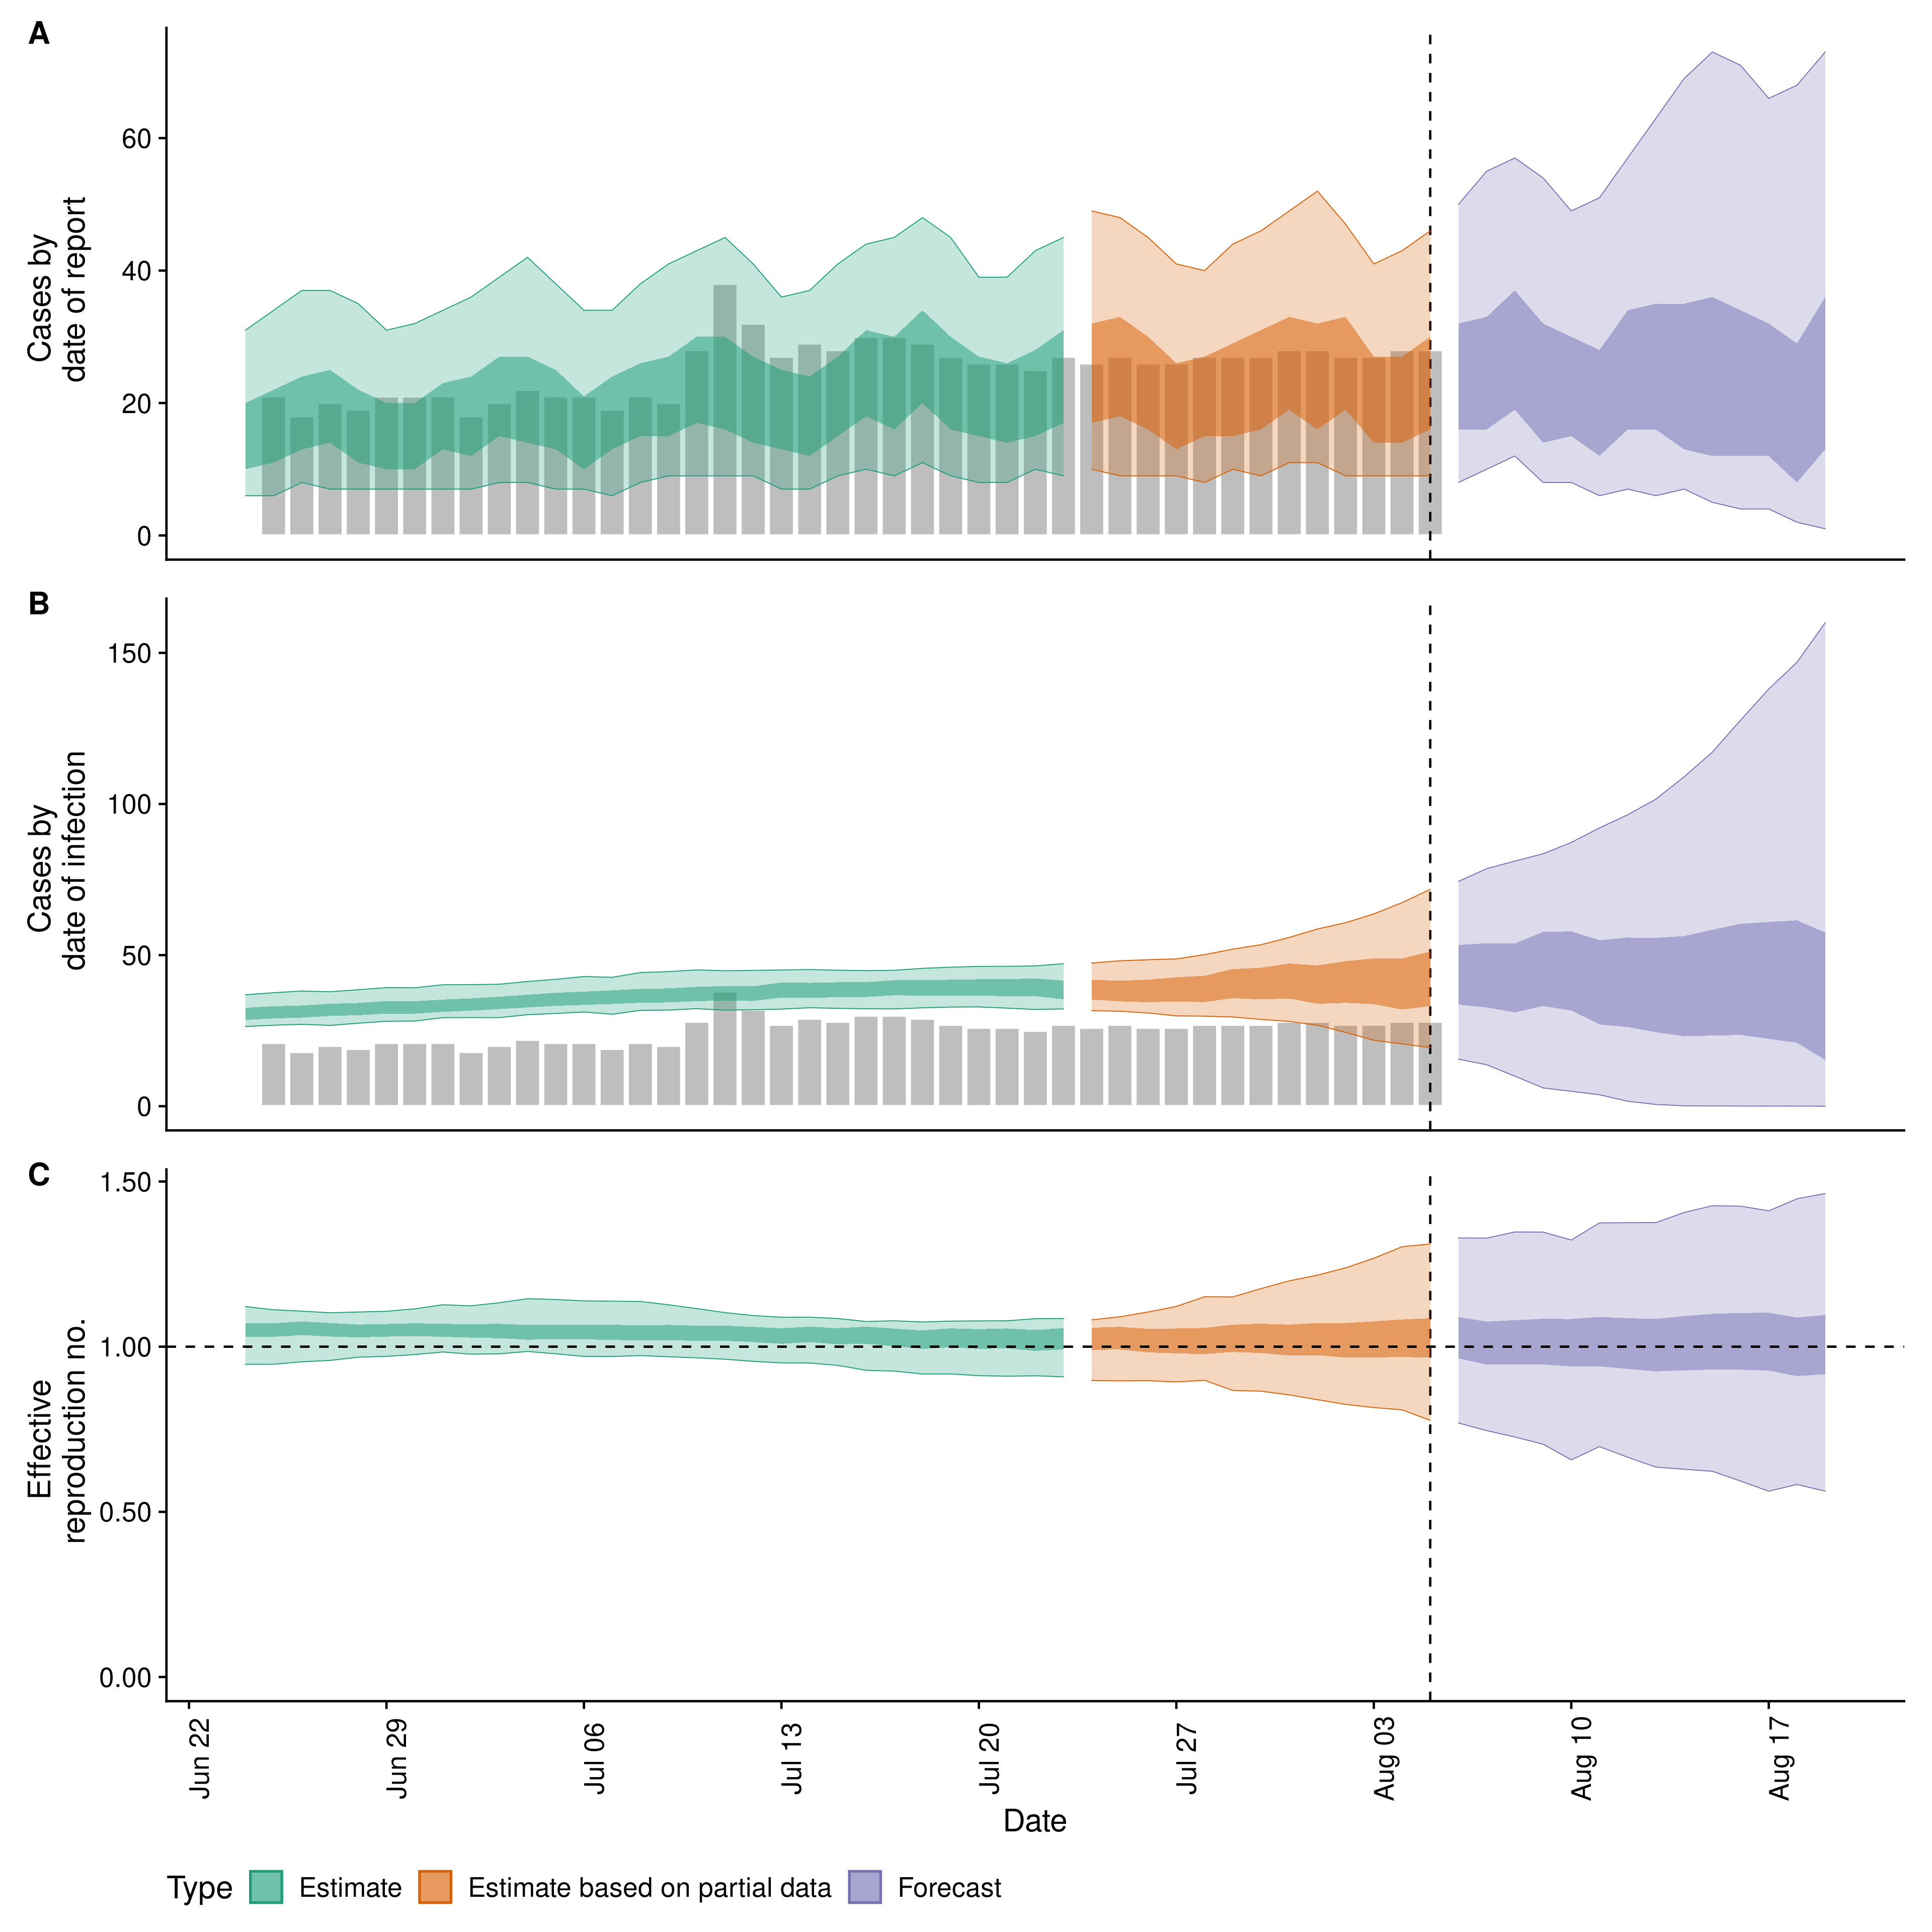 A
Cases by
date of report
60
40
20
0
B
Cases by
date of infection
150
100
50
0
C
Effective
reproduction no.
1.50
1.00
0.50
0.00
Jun 22
Jun 29
Jul 06
Jul 13
Jul 20
Jul 27
Aug 03
Aug 10
Aug 17
Date
Type Estimate Estimate based on partial data Forecast